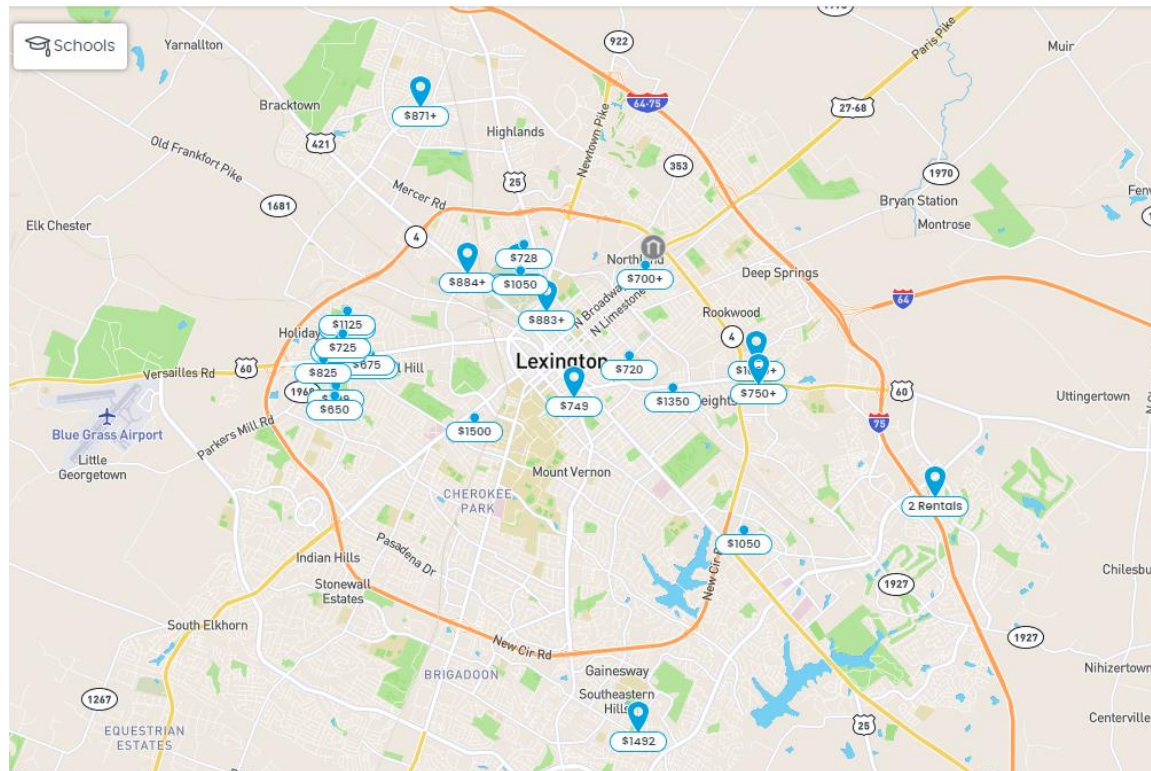 Schools
Yarnallton
922
Paris Pike
Muir
64-75
27-68
Bracktown
$871+
421
Highlands
Newtown Pike
Old Frankfort Pike
25
353
1970
Mercer Rd
Bryan Station
1681
Montrose
Elk Chester
4
$728
Northland
$884+
$1050
$700+
Deep Springs
64
$883+
N Broadway
N Limestone
Rookwood
$1125
Holiday
4
$725
60
Versailles Rd
$825
$675
Hill
Lexington
$720
$750+
60
Uttingertown
1968
$650
$749
$1350
Heights
Parkers Mill Rd
Blue Grass Airport
$1500
75
Little
Georgetown
Mount Vernon
CHEROKEE
PARK
2 Rentals
$1050
Pasadena Dr
Indian Hills
New Cir
Stonewall
Estates
1927
South Elkhorn
New Cir Rd
1927
Gainesway
BRIGADOON
Nihizertown
Southeastern
Hills
1267
Centerville
25
EQUESTRIAN
ESTATES
$1492